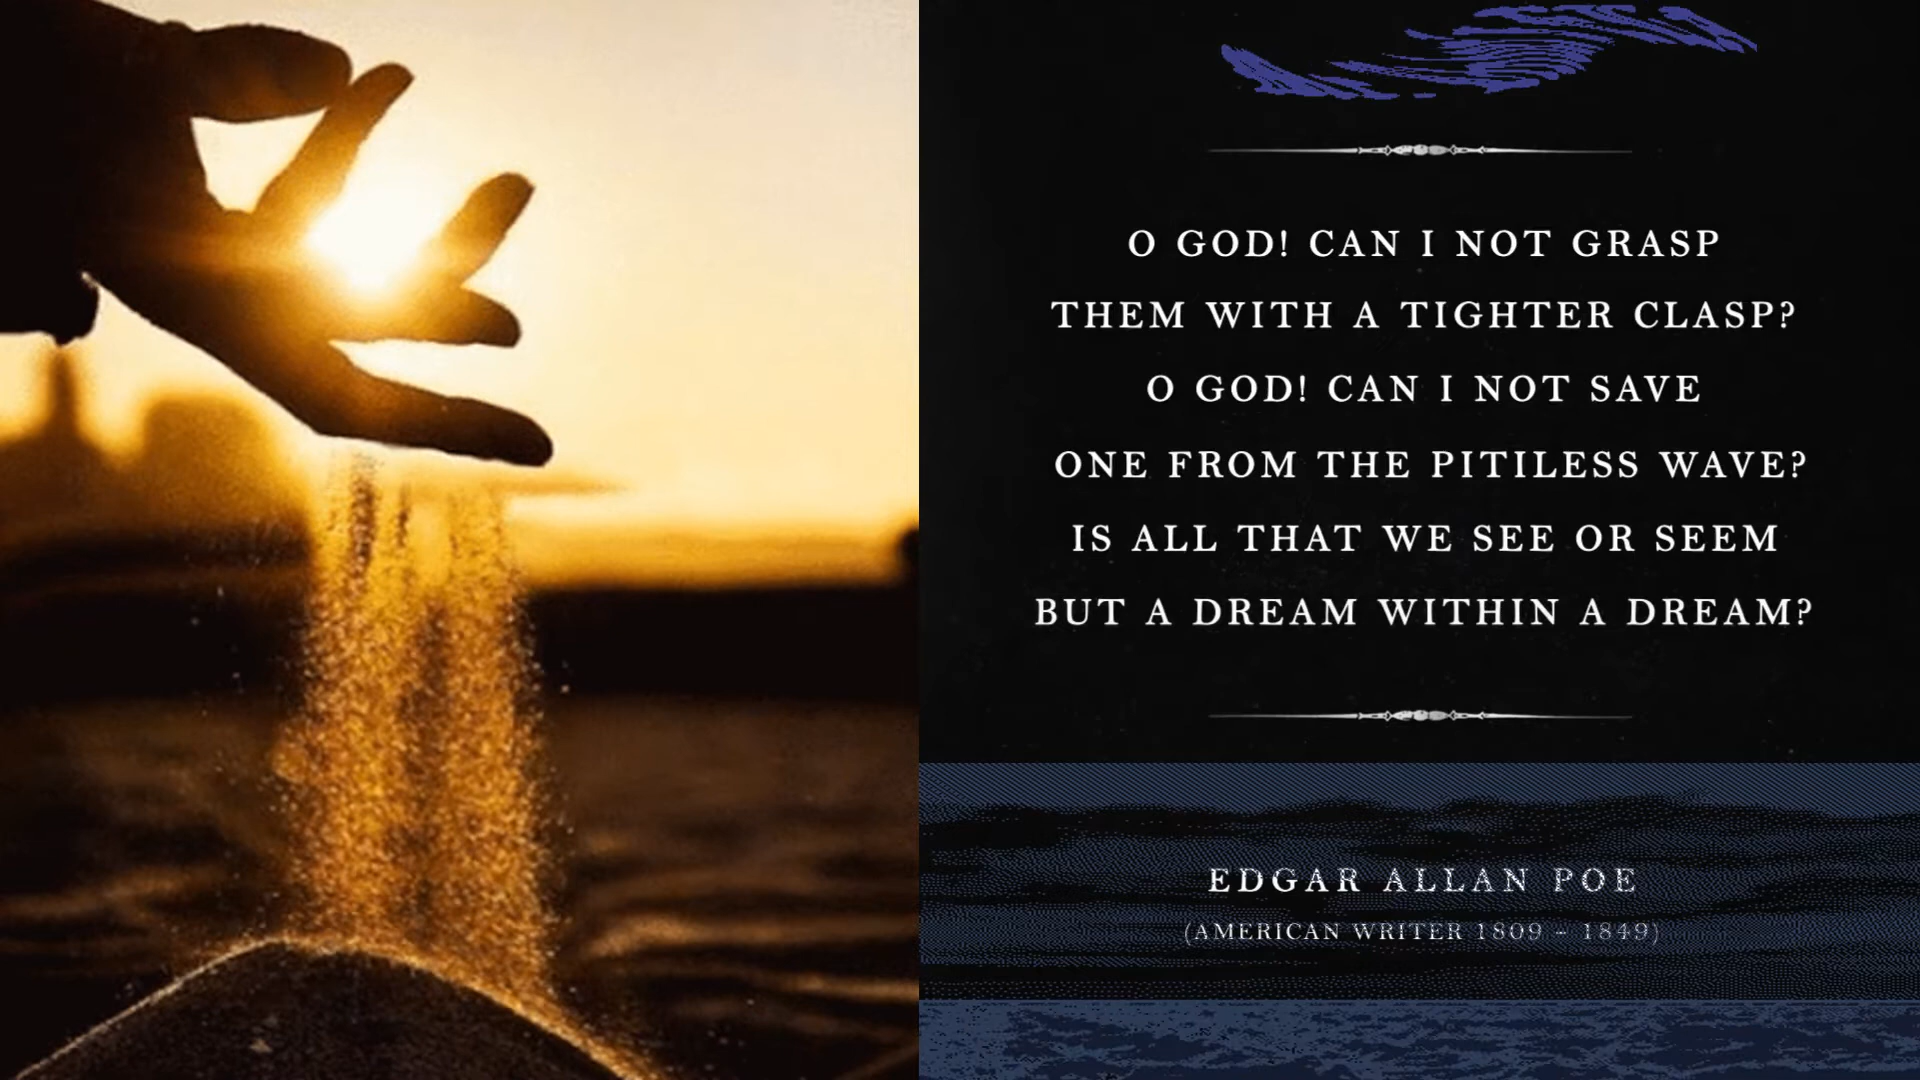 O GOD! CAN I NOT GRASP
THEM WITH A TIGHTER CLASP?
O GOD! CAN I NOT SAVE
ONE FROM THE PITILESS WAVE?
IS ALL THAT WE SEE OR SEEM
BUT A DREAM WITHIN A DREAM?
EDGAR ALLAN POE
(AMERICAN WRITER 1809 - 1849)